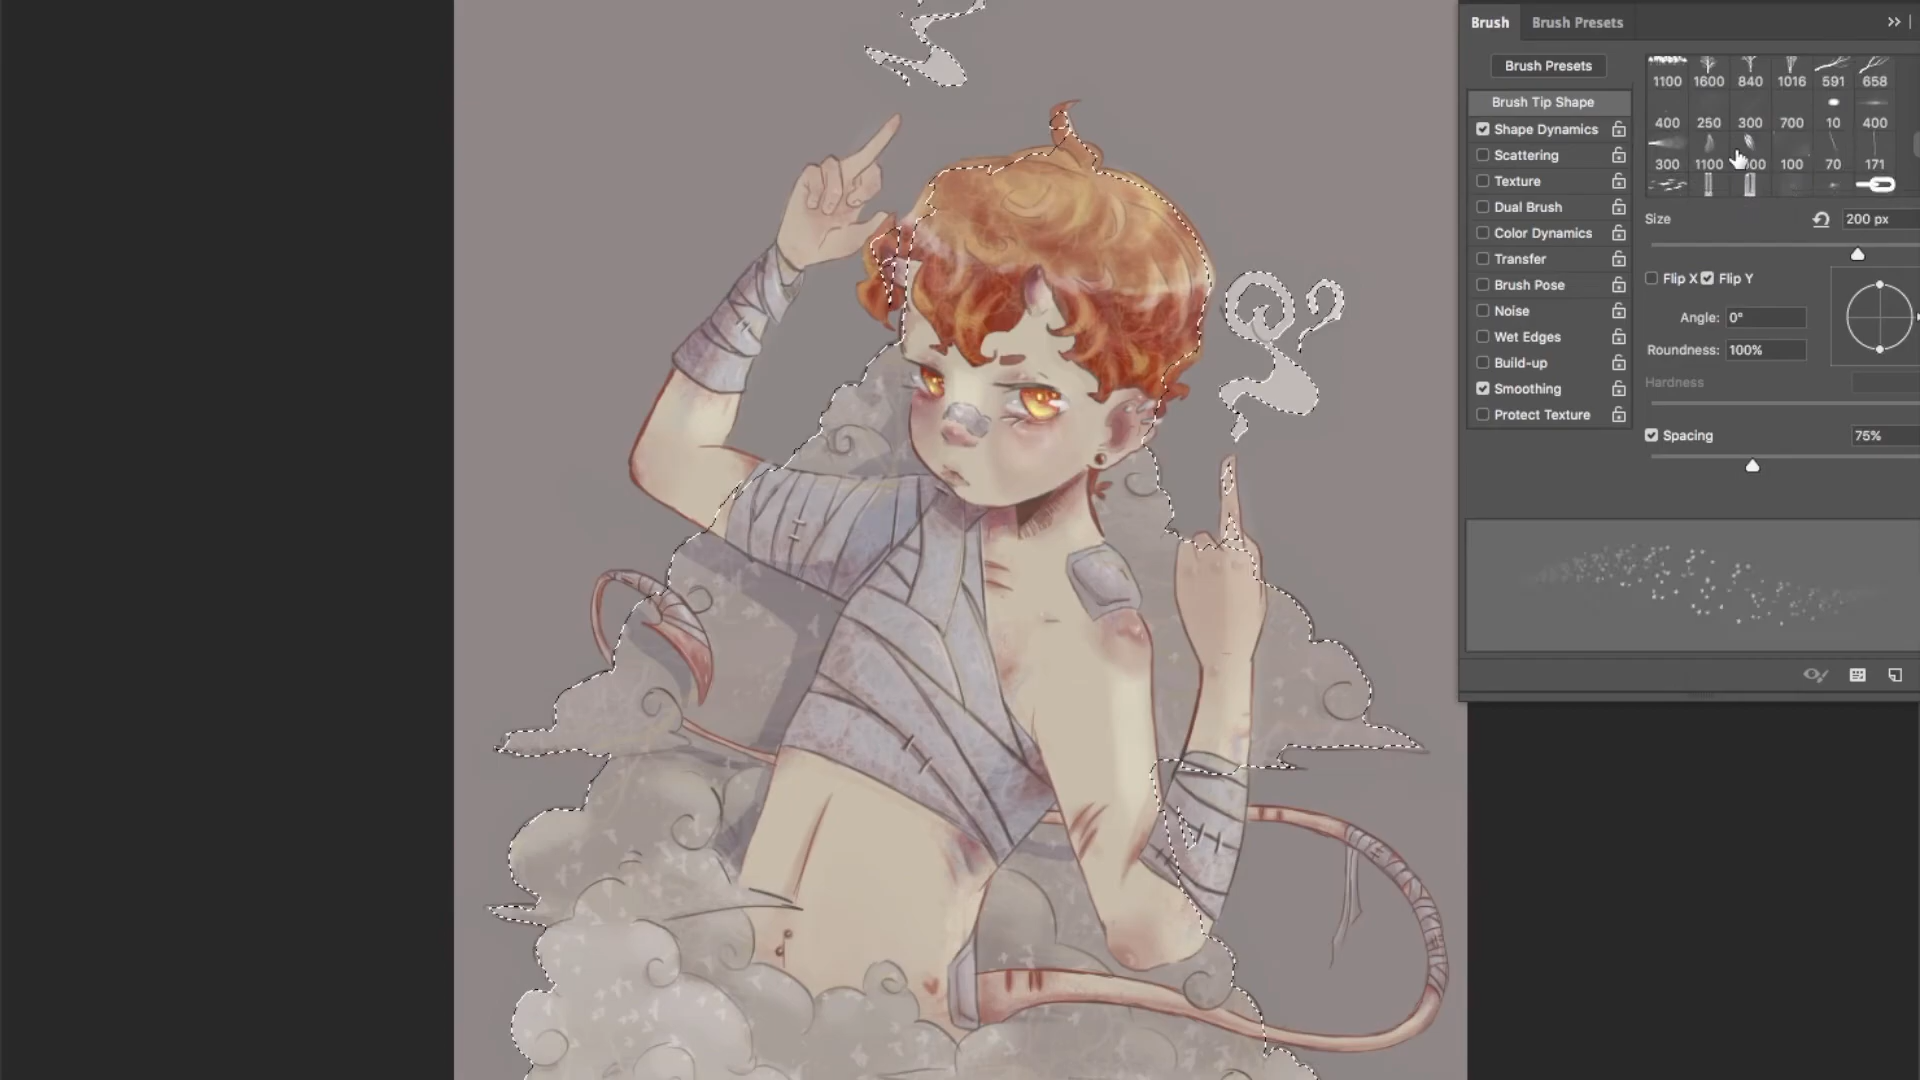 Brush Brush Presets
Brush Presets
Brush Tip Shape
Shape Dynamics
Scattering
Texture
Dual Brush
Color Dynamics
Transfer
Brush Pose
Noise
Wet Edges
Build-up
Smoothing
Protect Texture
1100 1600 840 1016 591 658
400 250 300 700 10 400
300 1100 100 70 171
Size 200 px
Flip X Flip Y
Angle: 0°
Roundness: 100%
Hardness
Spacing 75%